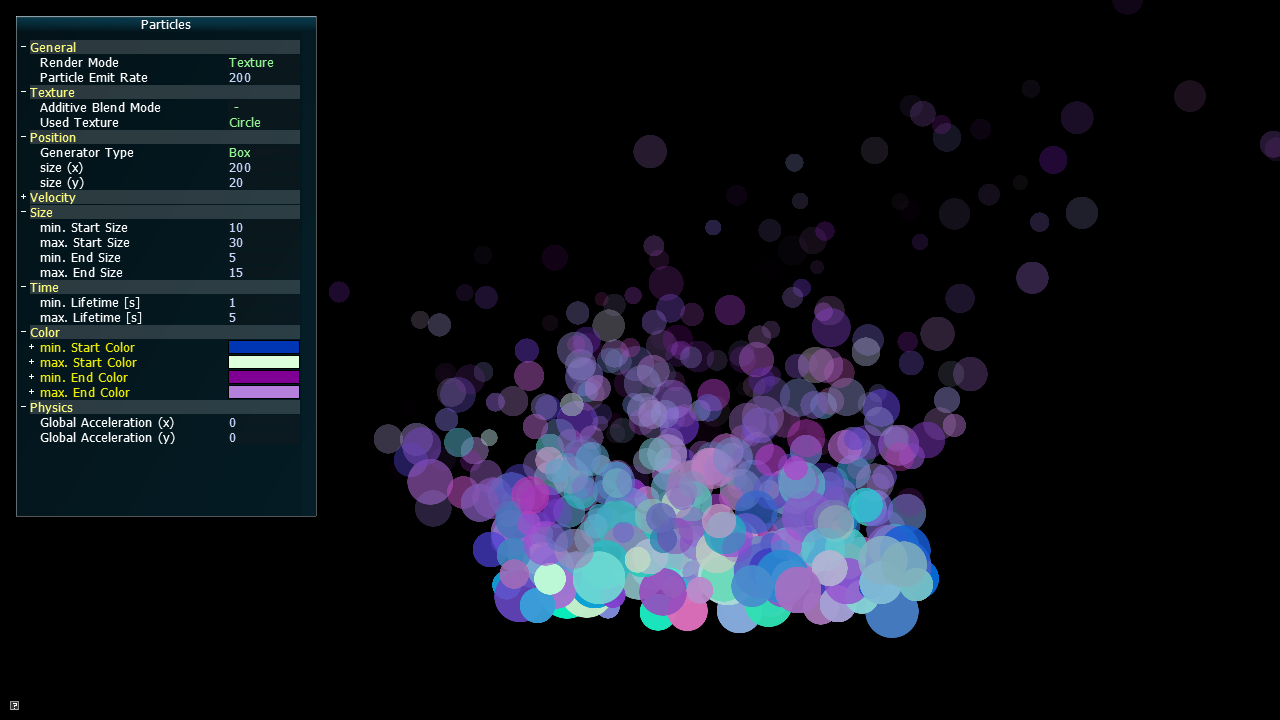 Particles
General
Render Mode Texture
Particle Emit Rate 200
Texture
Additive Blend Mode -
Used Texture Circle
Position
Generator Type Box
size (x) 200
size (y) 20
Velocity
Size
min. Start Size 10
max. Start Size 30
min. End Size 5
max. End Size 15
Time
min. Lifetime [s] 1
max. Lifetime [s] 5
Color
min. Start Color
max. Start Color
min. End Color
max. End Color
Physics
Global Acceleration (x) 0
Global Acceleration (y) 0
?